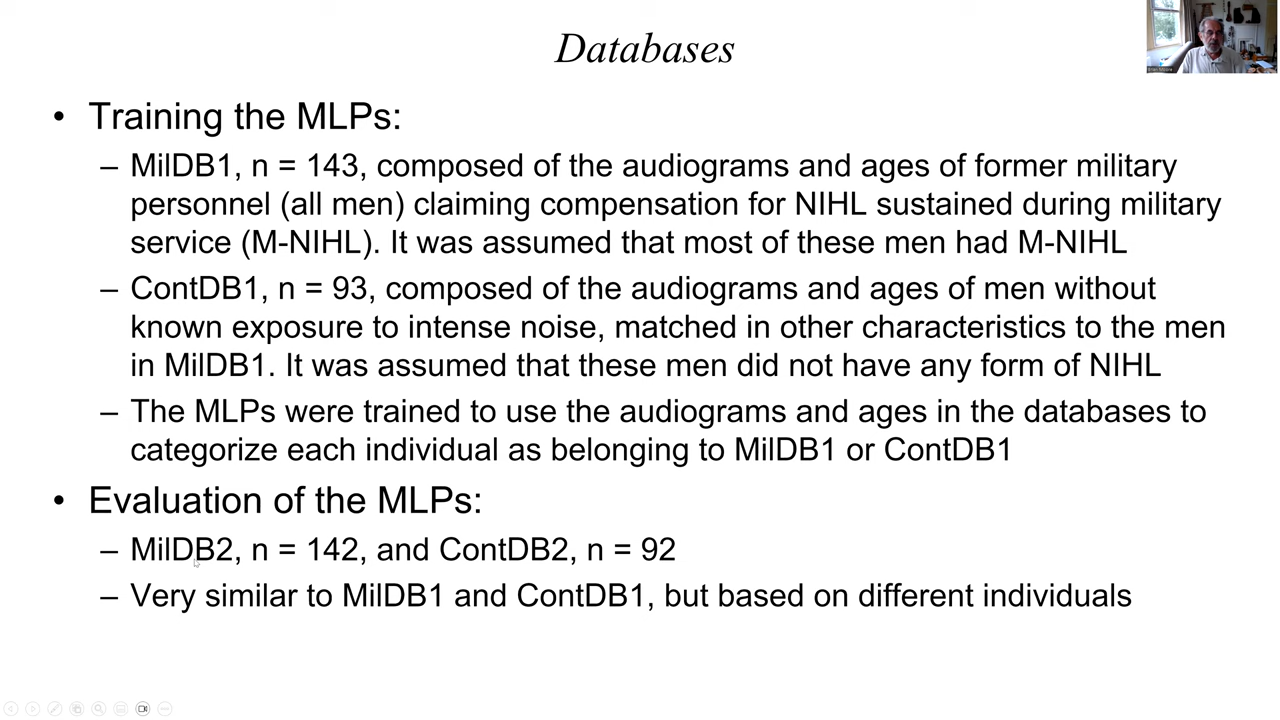 Databases
• Training the MLPs:
– MilDB1, n = 143, composed of the audiograms and ages of former military
personnel (all men) claiming compensation for NIHL sustained during military
service (M-NIHL). It was assumed that most of these men had M-NIHL
– ContDB1, n = 93, composed of the audiograms and ages of men without
known exposure to intense noise, matched in other characteristics to the men
in MilDB1. It was assumed that these men did not have any form of NIHL
– The MLPs were trained to use the audiograms and ages in the databases to
categorize each individual as belonging to MilDB1 or ContDB1
• Evaluation of the MLPs:
– MilDB2, n = 142, and ContDB2, n = 92
– Very similar to MilDB1 and ContDB1, but based on different individuals